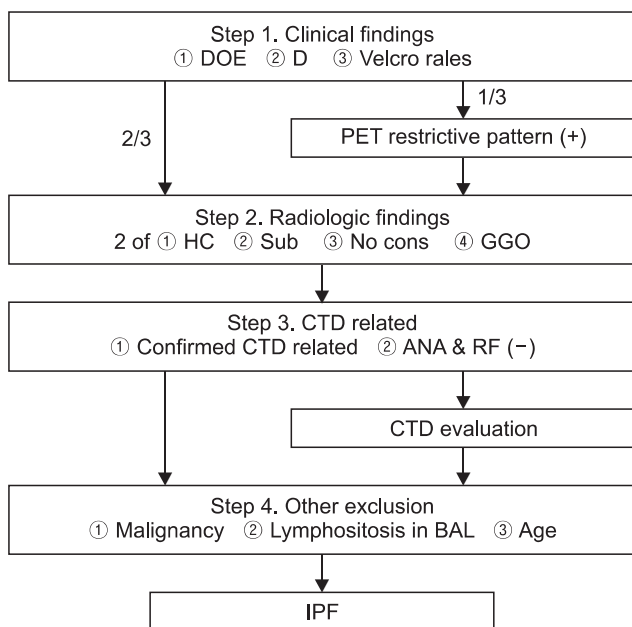 Step 1. Clinical findings
① DOE ② D ③ Velcro rales
1/3
2/3
PET restrictive pattern (+)
Step 2. Radiologic findings
2 of ① HC ② Sub ③ No cons ④ GGO
Step 3. CTD related
① Confirmed CTD related ② ANA & RF (−)
CTD evaluation
Step 4. Other exclusion
① Malignancy ② Lymphositosis in BAL ③ Age
IPF